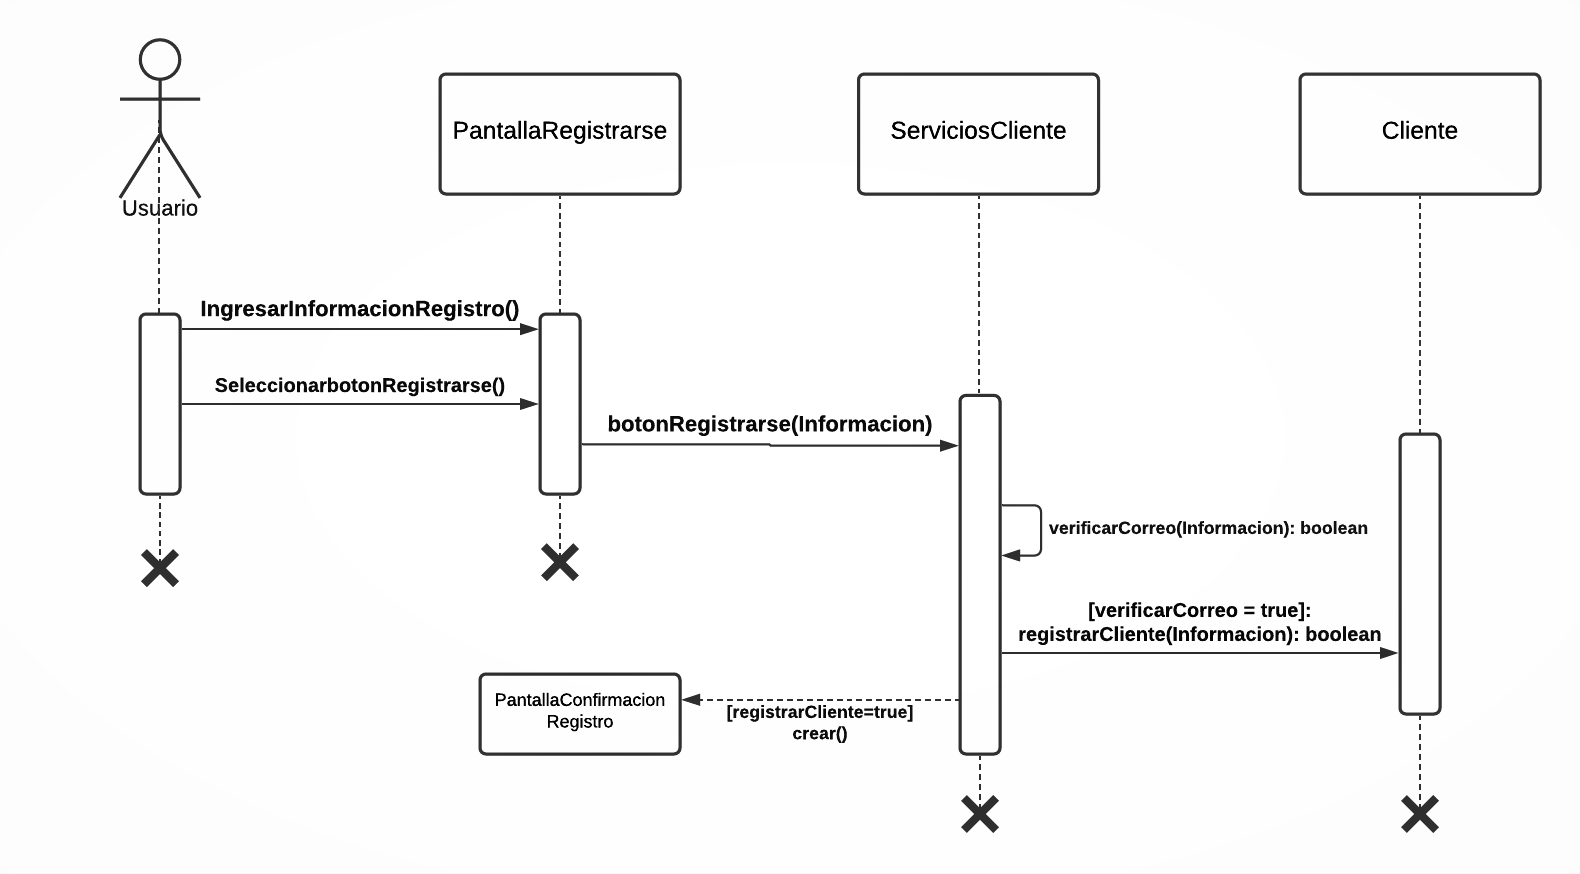 Usuario
PantallaRegistrarse
ServiciosCliente
Cliente
IngresarInformacionRegistro()
SeleccionarbotonRegistrarse()
botonRegistrarse(Informacion)
verificarCorreo(Informacion): boolean
[verificarCorreo = true]:
registrarCliente(Informacion): boolean
PantallaConfirmacion
Registro
[registrarCliente=true]
crear()